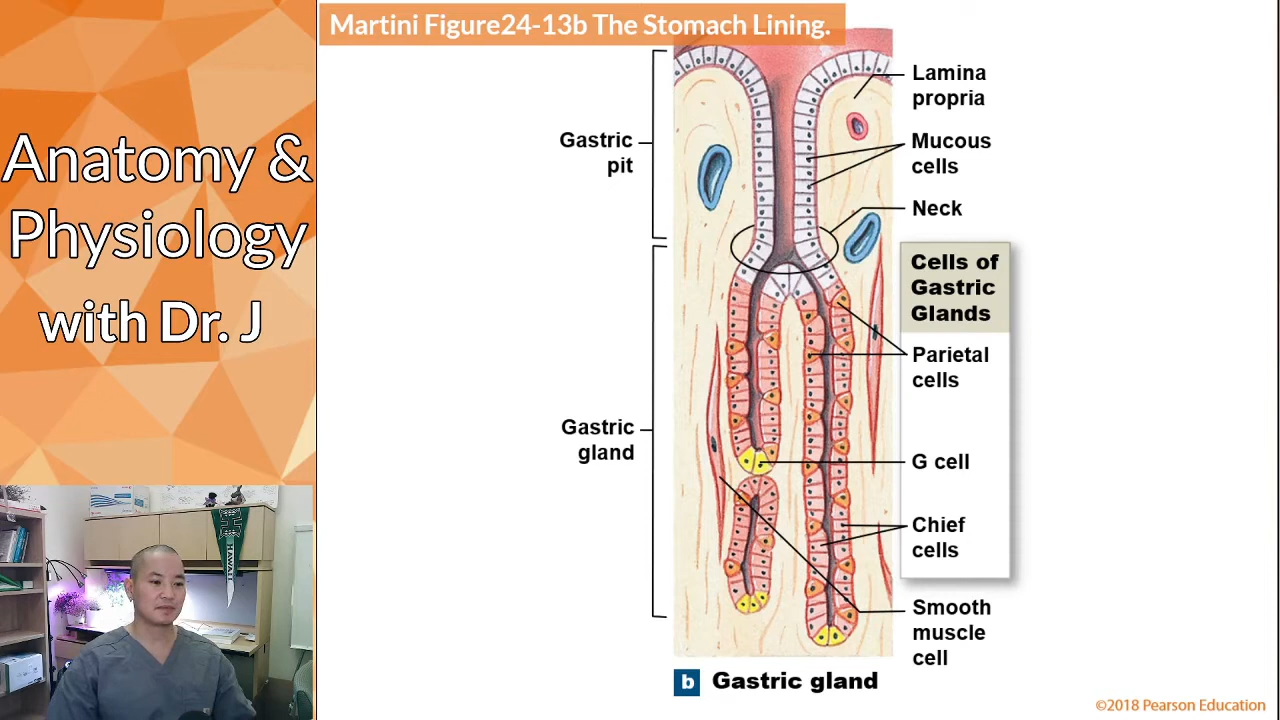 Martini Figure24-13b The Stomach Lining.
Anatomy &
Physiology
with Dr. J
Gastric
pit
Gastric
gland
Lamina
propria
Mucous
cells
Neck
Cells of
Gastric
Glands
Parietal
cells
G cell
Chief
cells
Smooth
muscle
cell
b Gastric gland
HAWAII
©2018 Pearson Education